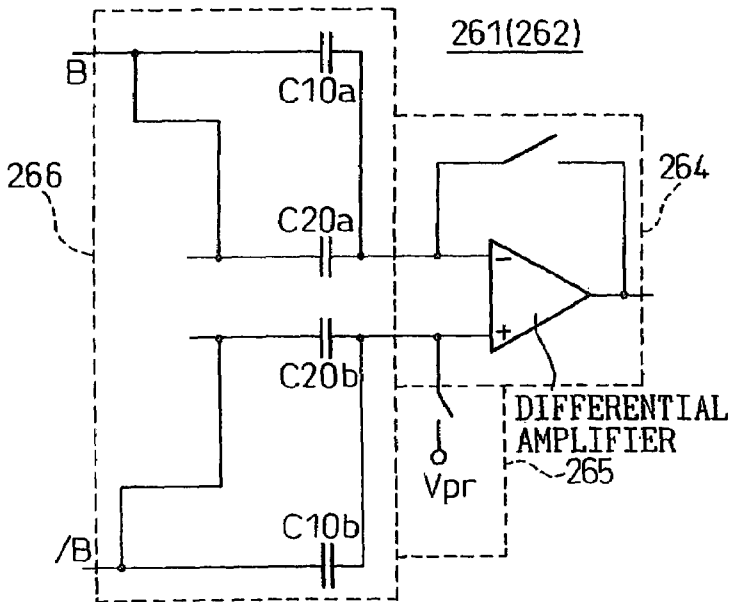 261(262)
B
C10a
266
264
C20a
−
+
C20b
DIFFERENTIAL
AMPLIFIER
Vpr
265
C10b
/B